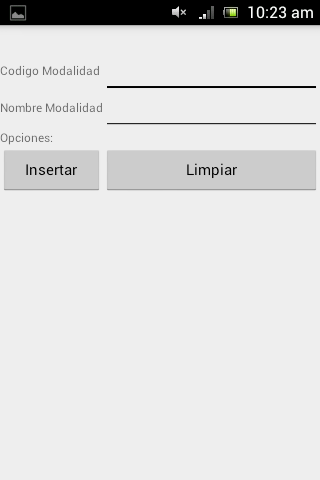 10:23 am
Codigo Modalidad
Nombre Modalidad
Opciones:
Insertar
Limpiar